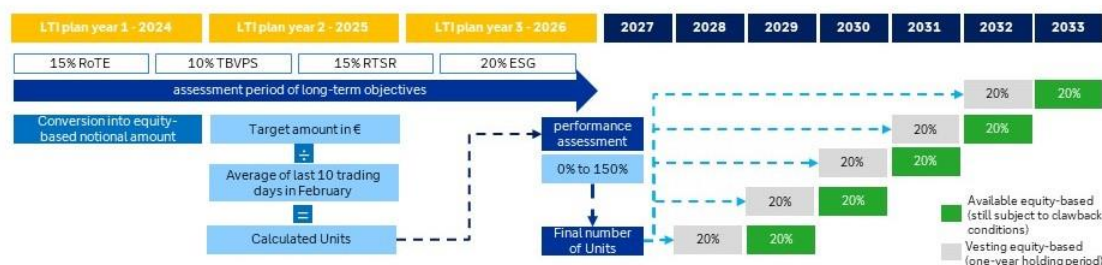 LTI plan year 1 - 2024 LTI plan year 2 - 2025 LTI plan year 3 - 2026 2027 2028 2029 2030 2031 2032 2033
15% RoTE 10% TBVPS 15% RTSR 20% ESG
assessment period of long-term objectives
20% 20%
Conversion into equity-
based notional amount
Target amount in €
performance
assessment
20% 20%
÷
Average of last 10 trading
days in February
0% to 150%
20% 20%
=
20% 20%
Calculated Units
Final number
of Units
20% 20%
Available equity-based
(still subject to clawback
conditions)
Vesting equity-based
(one-year holding period)